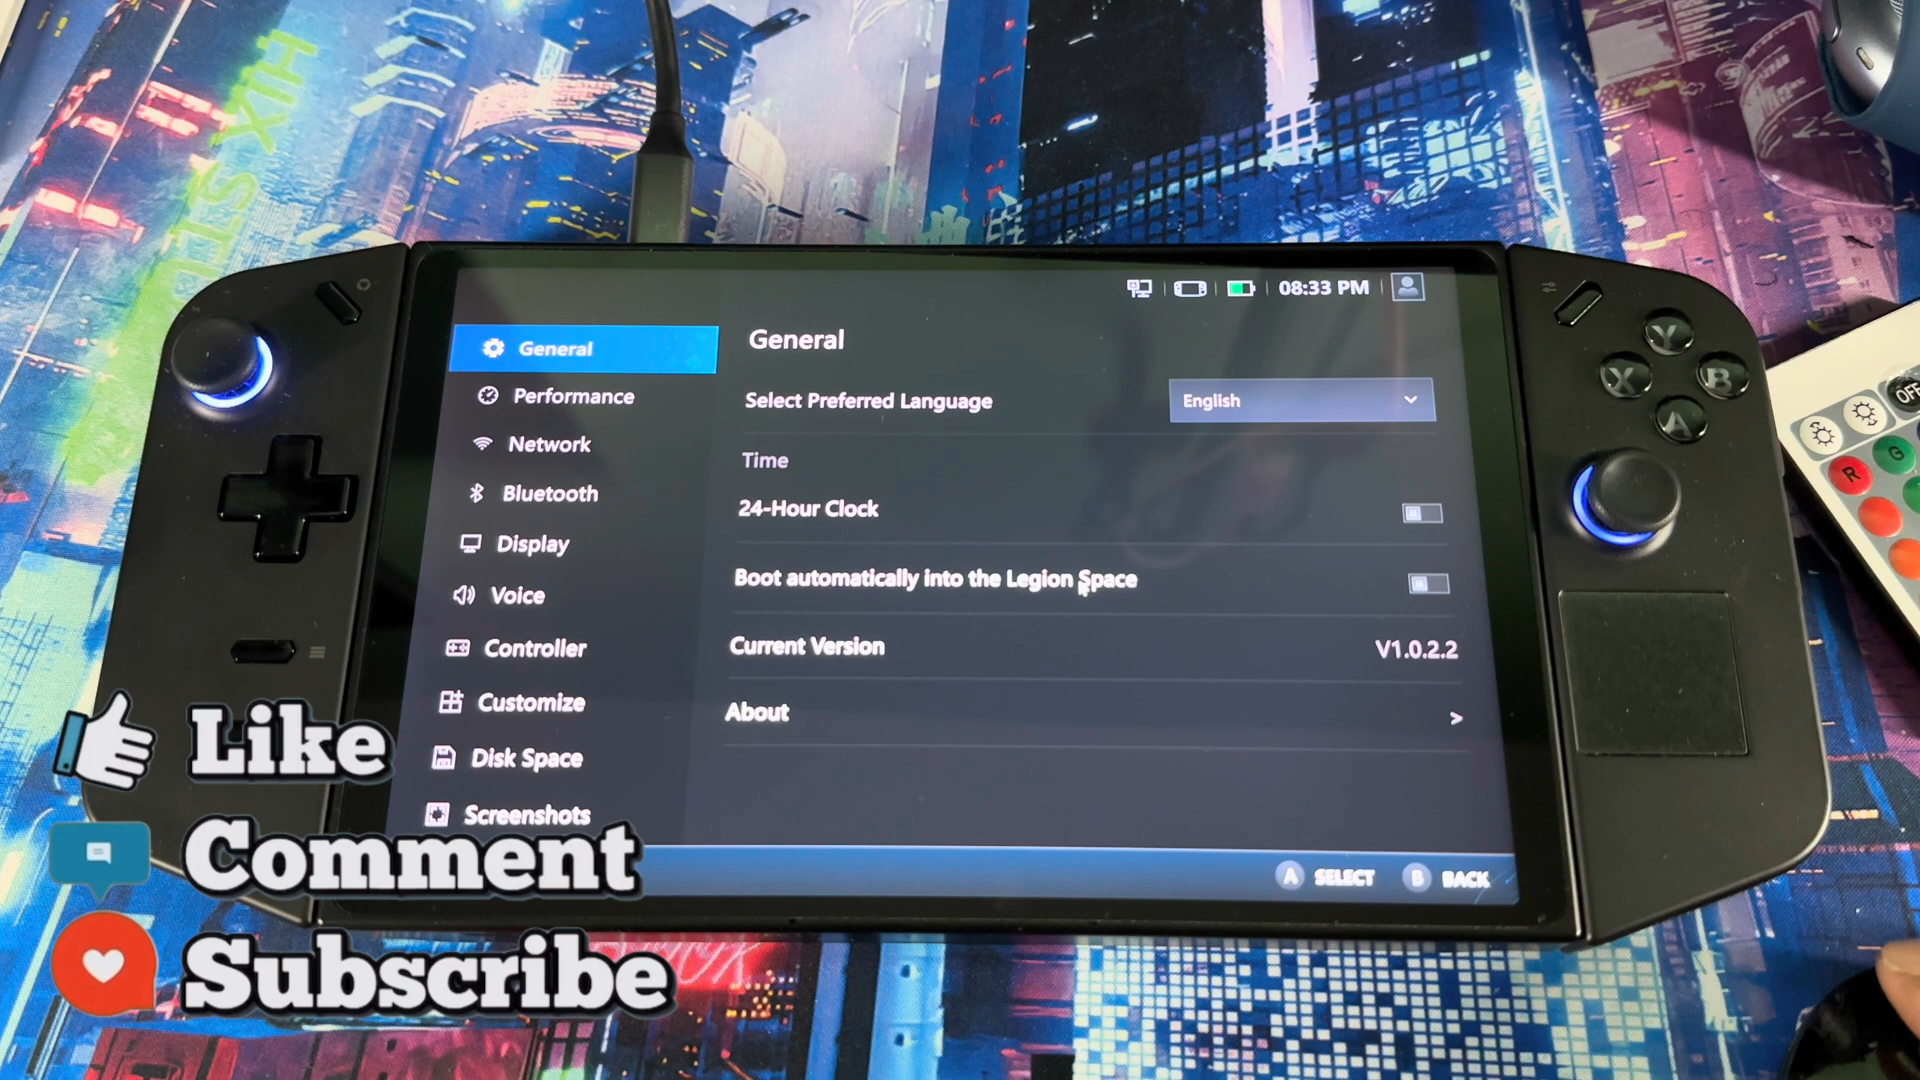 08:33 PM
General
Performance
Network
Bluetooth
Display
Voice
Controller
Customize
Disk Space
Screenshots
General
Select Preferred Language
English
Time
24-Hour Clock
Boot automatically into the Legion Space
Current Version
V1.0.2.2
About
>
A SELECT B BACK
Y
X
B
A
OFF
R
G
Like
Comment
Subscribe